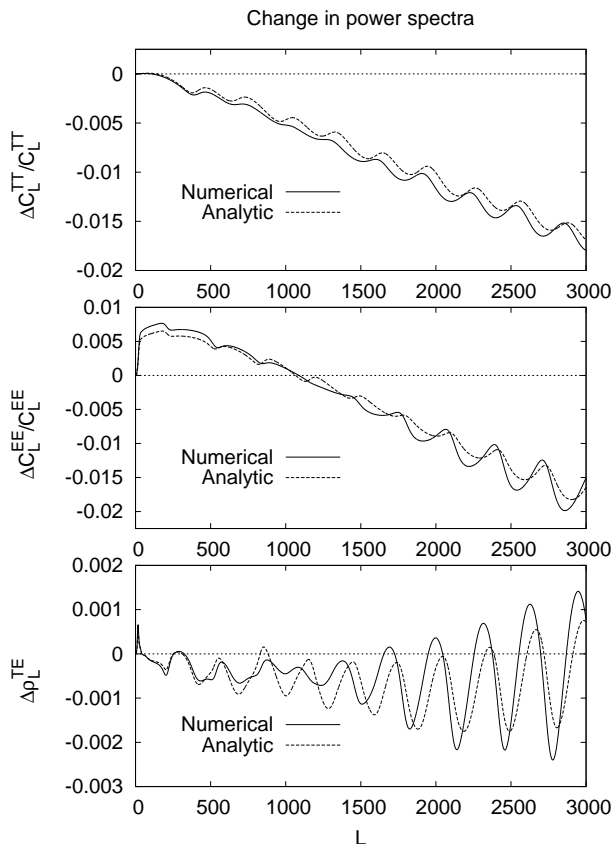 Change in power spectra
ΔC_L^TT/C_L^TT
0
-0.005
-0.01
-0.015
-0.02
Numerical
Analytic
0 500 1000 1500 2000 2500 3000
ΔC_L^EE/C_L^EE
0.01
0.005
0
-0.005
-0.01
-0.015
-0.02
Numerical
Analytic
0 500 1000 1500 2000 2500 3000
Δρ_L^TE
0.002
0.001
0
-0.001
-0.002
-0.003
Numerical
Analytic
0 500 1000 1500 2000 2500 3000
L